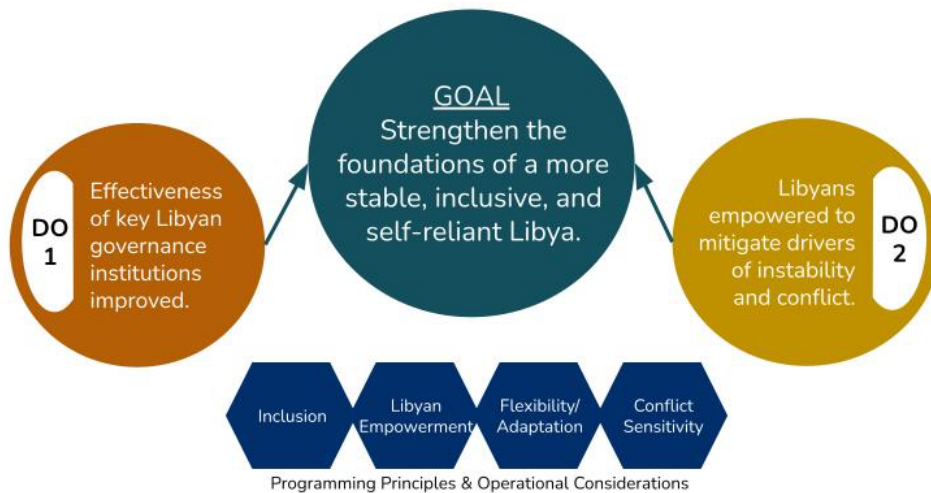 GOAL
Strengthen the
foundations of a more
stable, inclusive, and
self-reliant Libya.
DO
1
Effectiveness
of key Libyan
governance
institutions
improved.
Libyans
empowered to
mitigate drivers
of instability
and conflict.
DO
2
Inclusion
Libyan
Empowerment
Flexibility/
Adaptation
Conflict
Sensitivity
Programming Principles & Operational Considerations